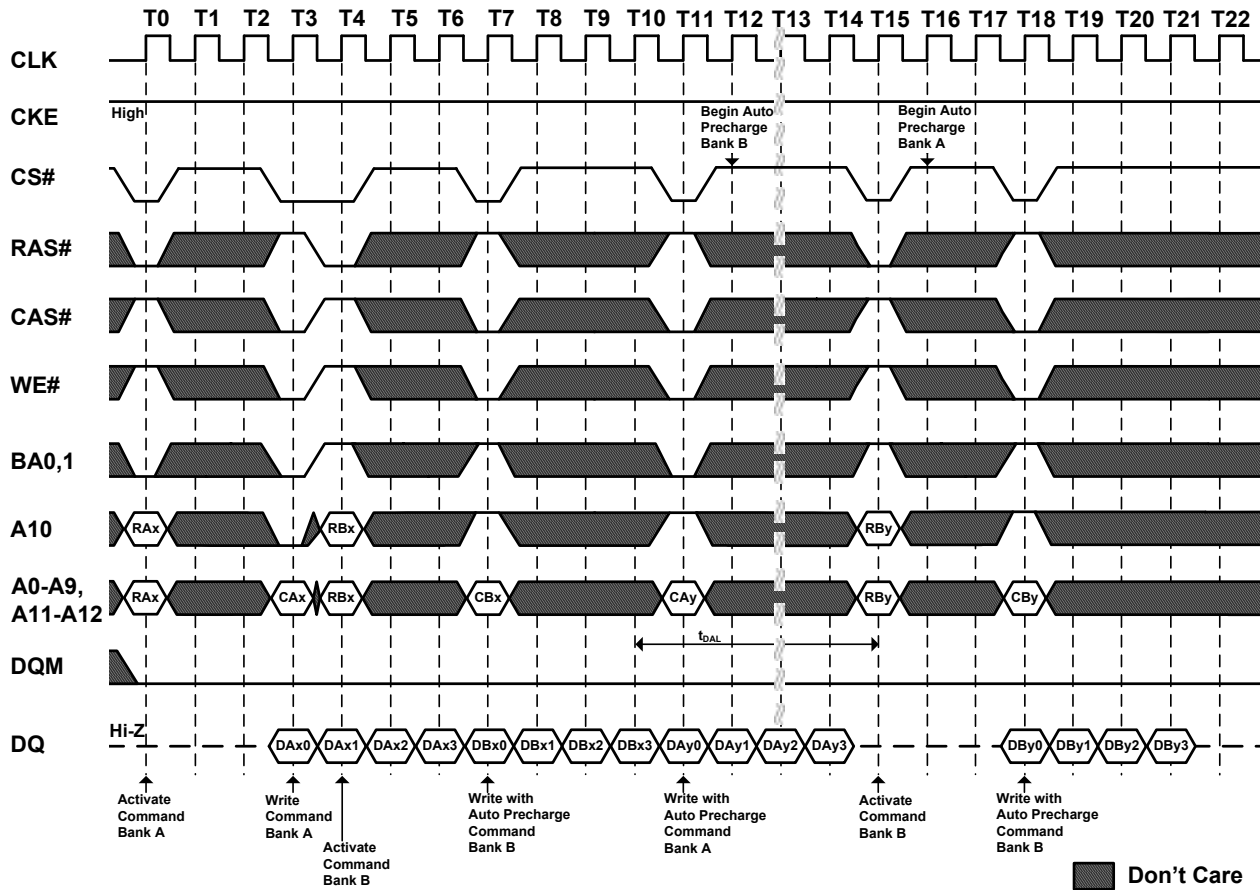 T0 T1 T2 T3 T4 T5 T6 T7 T8 T9 T10 T11 T12 T13 T14 T15 T16 T17 T18 T19 T20 T21 T22
CLK
CKE
High
Begin Auto
Precharge
Bank B
Begin Auto
Precharge
Bank A
CS#
RAS#
CAS#
WE#
BA0,1
A10
RAx RBx RBy
A0-A9,
A11-A12
RAx CAx RBx CBx CAy RBy CBy
tDAL
DQM
DQ
Hi-Z
DAx0 DAx1 DAx2 DAx3 DBx0 DBx1 DBx2 DBx3 DAy0 DAy1 DAy2 DAy3 DBy0 DBy1 DBy2 DBy3
Activate
Command
Bank A
Write
Command
Bank A
Activate
Command
Bank B
Write with
Auto Precharge
Command
Bank B
Write with
Auto Precharge
Command
Bank A
Activate
Command
Bank B
Write with
Auto Precharge
Command
Bank B
Don't Care